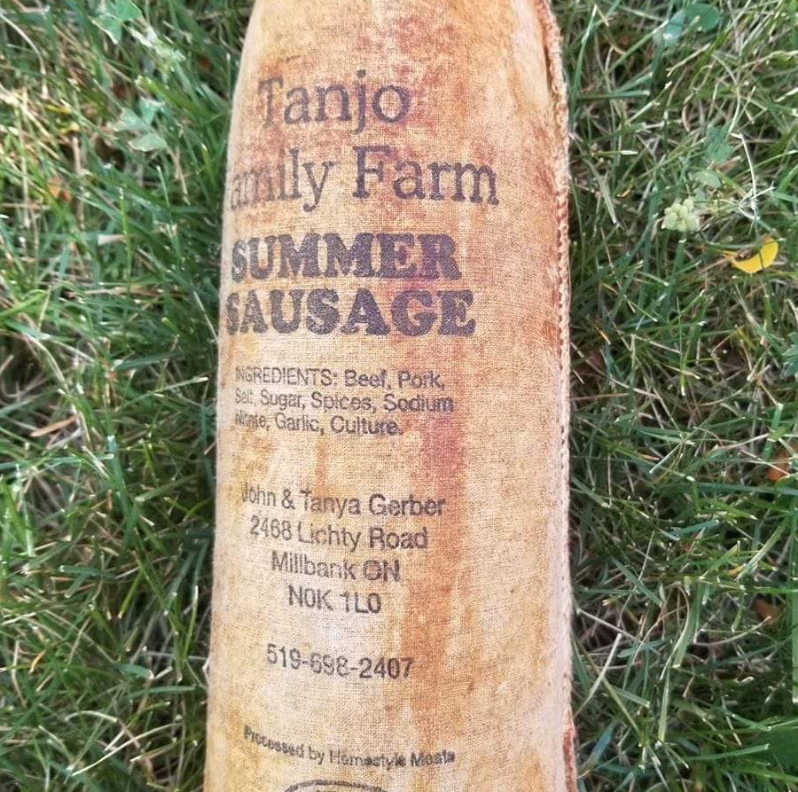 Tanjo
amily Farm
SUMMER
SAUSAGE
INGREDIENTS: Beef, Pork,
Salt, Sugar, Spices, Sodium
Nitrite, Garlic, Culture.
John & Tanya Gerber
2468 Lichty Road
Millbank ON
N0K 1L0
519-698-2407
Processed by Homestyle Meats